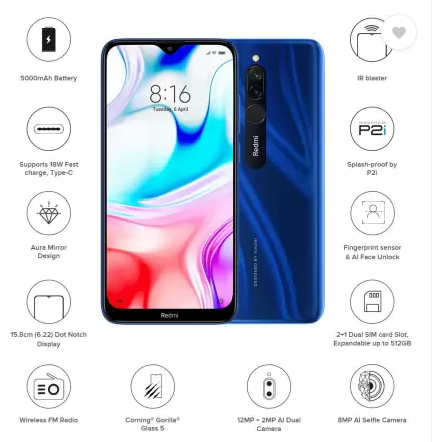 5000mAh Battery
IR blaster
8:16
Tuesday, 6 April
Redmi
Supports 18W Fast
charge, Type-C
P2i
Splash-proof by
P2i
Aura Mirror
Design
Fingerprint sensor
& AI Face Unlock
DESIGNED BY XIAOMI
15.8cm (6.22) Dot Notch
Display
Redmi
2+1 Dual SIM card Slot,
Expendable up to 512GB
Wireless FM Radio
Corning® Gorilla®
Glass 5
12MP + 2MP AI Dual
Camera
8MP AI Selfie Camera